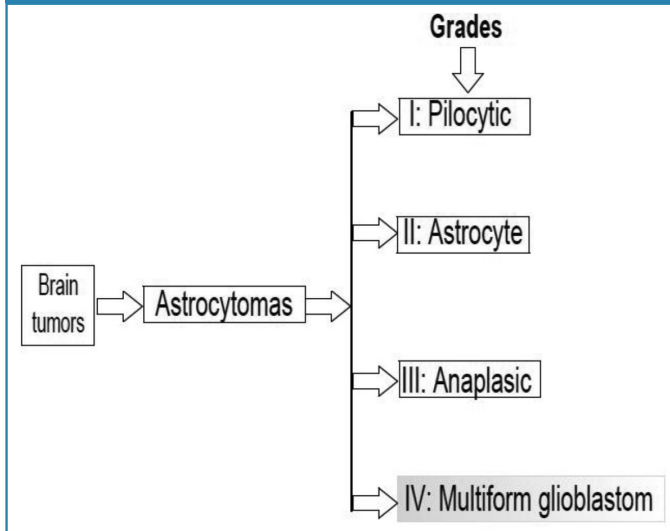 Grades
I: Pilocytic
II: Astrocyte
Brain
tumors
Astrocytomas
III: Anaplasic
IV: Multiform glioblastom